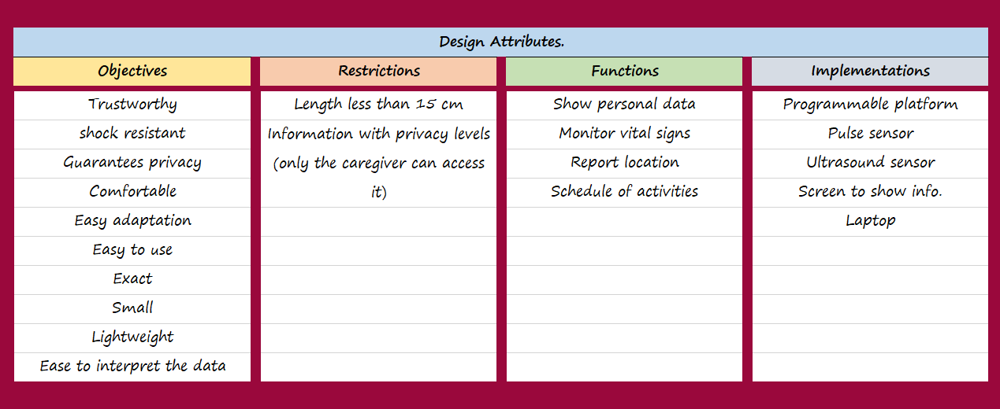 Design Attributes.
Objectives
Restrictions
Functions
Implementations
Trustworthy
Length less than 15 cm
Show personal data
Programmable platform
shock resistant
Information with privacy levels
Monitor vital signs
Pulse sensor
Guarantees privacy
(only the caregiver can access
Report location
Ultrasound sensor
Comfortable
it)
Schedule of activities
Screen to show info.
Easy adaptation
Laptop
Easy to use
Exact
Small
Lightweight
Ease to interpret the data